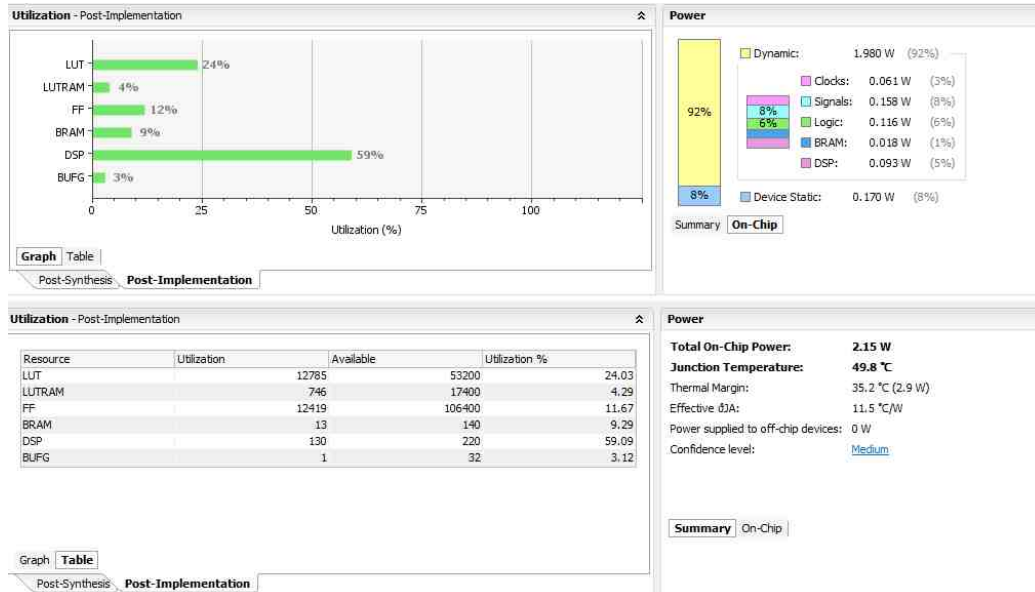 Utilization - Post-Implementation
LUT 24%
LUTRAM 4%
FF 12%
BRAM 9%
DSP 59%
BUFG 3%
0 25 50 75 100
Utilization (%)
Graph Table
Post-Synthesis Post-Implementation
Power
92%
8%
8%
6%
Dynamic: 1.980 W (92%)
Clocks: 0.061 W (3%)
Signals: 0.158 W (8%)
Logic: 0.116 W (6%)
BRAM: 0.018 W (1%)
DSP: 0.093 W (5%)
Device Static: 0.170 W (8%)
Summary On-Chip
Utilization - Post-Implementation
Resource Utilization Available Utilization %
LUT 12785 53200 24.03
LUTRAM 746 17400 4.29
FF 12419 106400 11.67
BRAM 13 140 9.29
DSP 130 220 59.09
BUFG 1 32 3.12
Graph Table
Post-Synthesis Post-Implementation
Power
Total On-Chip Power: 2.15 W
Junction Temperature: 49.8 °C
Thermal Margin: 35.2 °C (2.9 W)
Effective ϑJA: 11.5 °C/W
Power supplied to off-chip devices: 0 W
Confidence level: Medium
Summary On-Chip